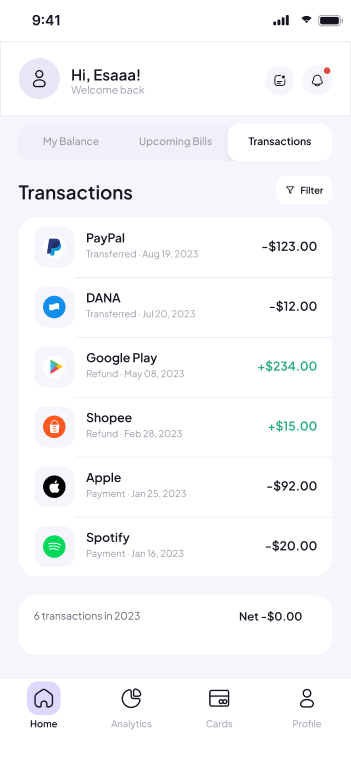 9:41
Hi, Esaaa!
Welcome back
My Balance
Upcoming Bills
Transactions
Transactions
Filter
PayPal
Transferred · Aug 19, 2023
-$123.00
DANA
Transferred · Jul 20, 2023
-$12.00
Google Play
Refund · May 08, 2023
+$234.00
Shopee
Refund · Feb 28, 2023
+$15.00
Apple
Payment · Jan 25, 2023
-$92.00
Spotify
Payment · Jan 16, 2023
-$20.00
6 transactions in 2023
Net -$0.00
Home
Analytics
Cards
Profile